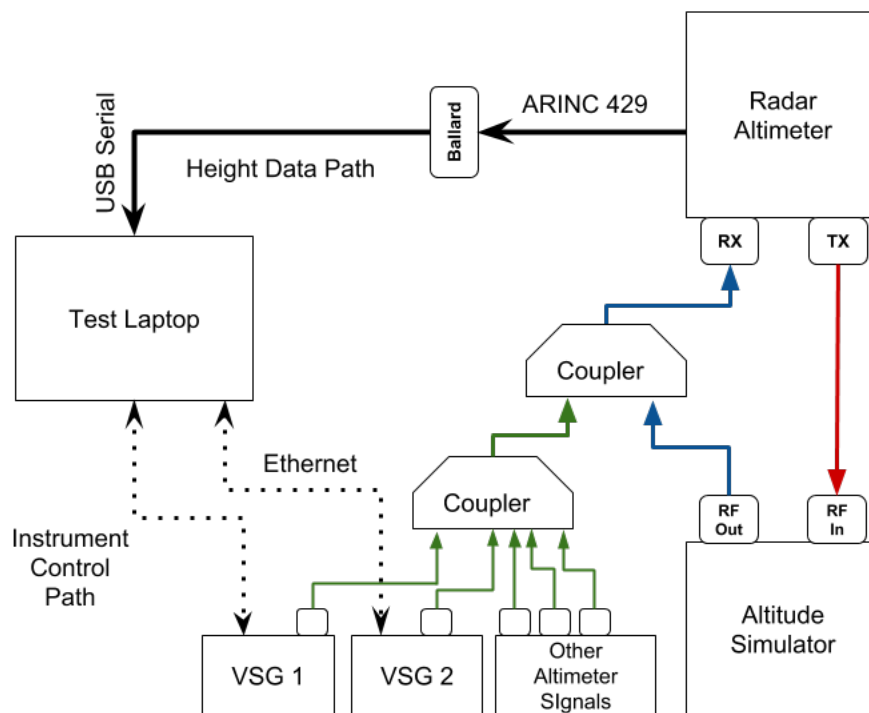 ARINC 429
Radar
Altimeter
Ballard
USB Serial
Height Data Path
RX
TX
Test Laptop
Coupler
Ethernet
Coupler
RF
Out
RF
In
Instrument
Control
Path
VSG 1
VSG 2
Other
Altimeter
SIgnals
Altitude
Simulator